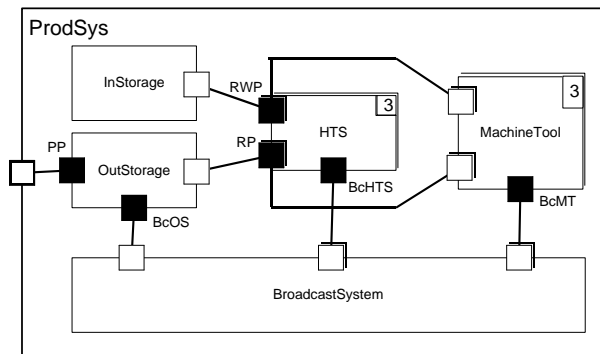 ProdSys
InStorage
RWP
3
HTS
3
MachineTool
PP
OutStorage
RP
BcHTS
BcMT
BcOS
BroadcastSystem